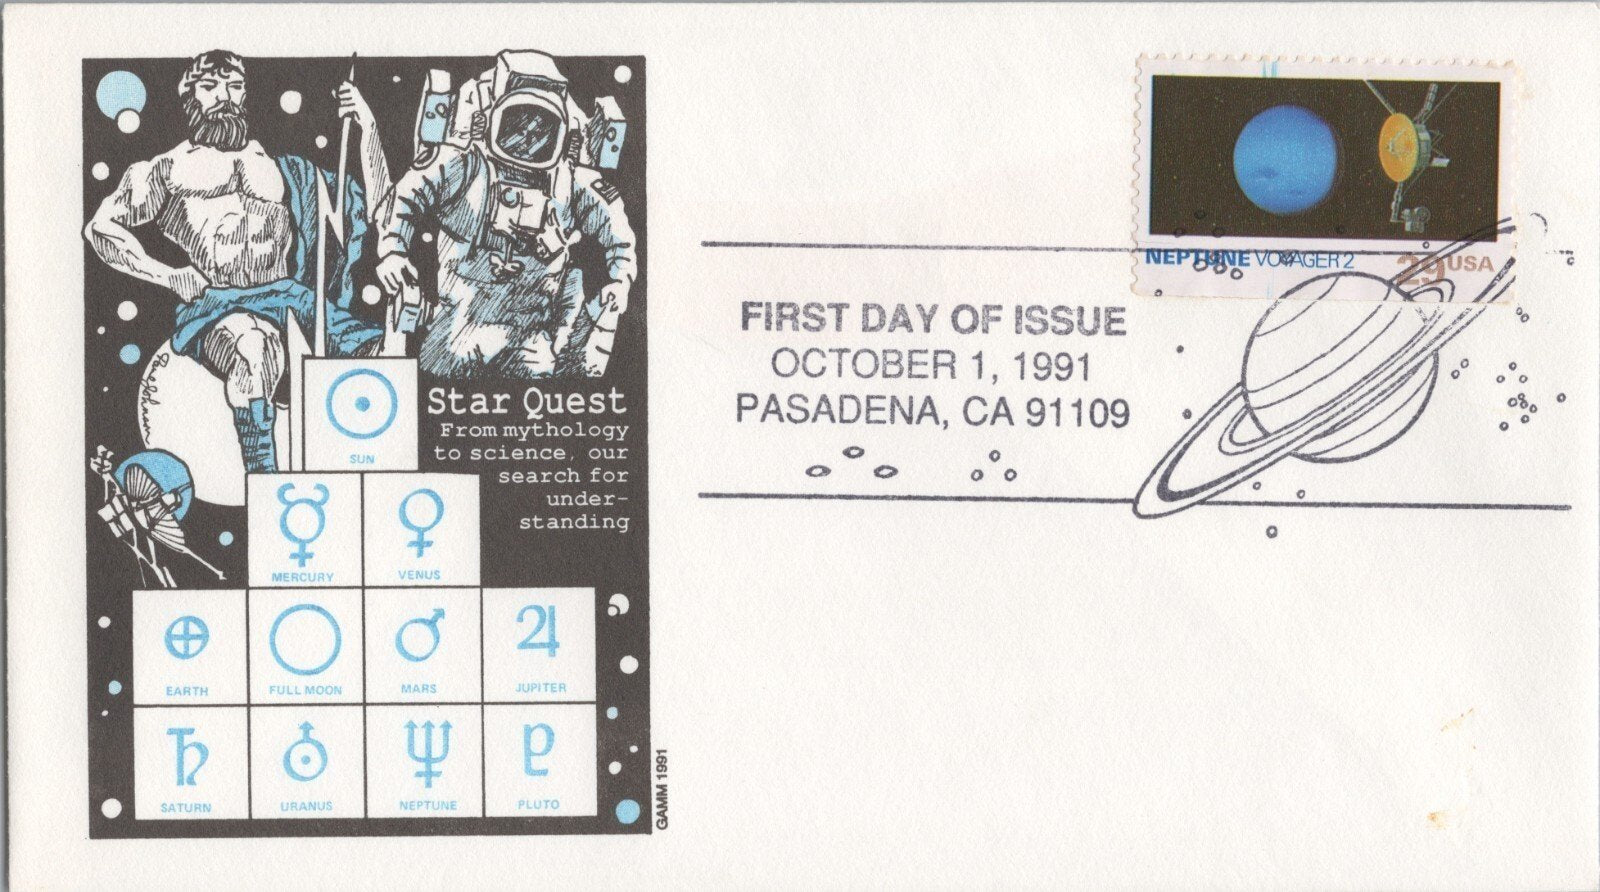 Star Quest
From mythology
to science, our
search for
under-
standing
SUN
MERCURY VENUS
EARTH FULL MOON MARS JUPITER
SATURN URANUS NEPTUNE PLUTO
GAMM 1991
NEPTUNE VOYAGER 2 29USA
FIRST DAY OF ISSUE
OCTOBER 1, 1991
PASADENA, CA 91109